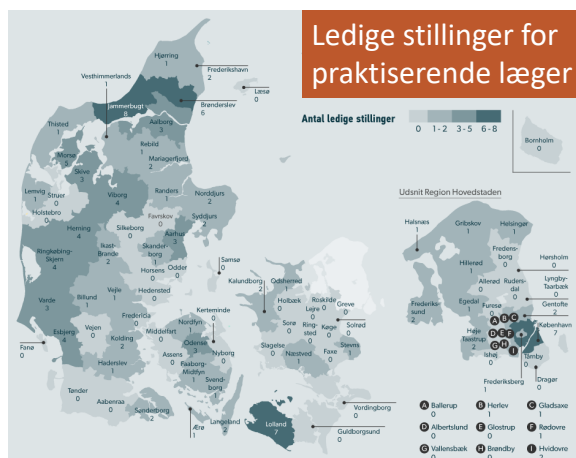 Ledige stillinger for
praktiserende læger
Antal ledige stillinger
0
1 - 2
3 - 5
6 - 8
Hjørring
1
Frederikshavn
2
Læsø
0
Vesthimmerlands
1
Jammerbugt
8
Brønderslev
6
Thisted
1
Aalborg
3
Rebild
1
Mariagerfjord
2
Morsø
5
Skive
3
Lemvig
1
Struer
0
Holstebro
0
Viborg
4
Randers
1
Norddjurs
2
Favrskov
0
Syddjurs
2
Herning
4
Silkeborg
0
Aarhus
3
Ikast-
Brande
2
Skander-
borg
1
Ringkøbing-
Skjern
4
Horsens
0
Odder
0
Samsø
0
Hedensted
0
Varde
3
Billund
1
Vejle
1
Fredericia
0
Esbjerg
4
Vejen
0
Kolding
2
Fanø
0
Haderslev
1
Tønder
0
Aabenraa
0
Sønderborg
2
Middelfart
0
Nordfyn
1
Kerteminde
0
Odense
3
Nyborg
0
Assens
0
Faaborg-
Midtfyn
1
Svend-
borg
1
Ærø
1
Langeland
2
Kalundborg
2
Odsherred
1
Holbæk
0
Roskilde
0
Lejre
0
Greve
0
Sorø
0
Ring-
sted
0
Køge
0
Solrød
0
Slagelse
0
Næstved
1
Faxe
0
Stevns
1
Vordingborg
0
Guldborgsund
0
Lolland
7
Bornholm
0
Udsnit Region Hovedstaden
Halsnæs
1
Gribskov
1
Helsingør
1
Fredens-
borg
0
Hørsholm
0
Hillerød
1
Allerød
0
Ruders-
dal
0
Lyngby-
Taarbæk
0
Frederiks-
sund
2
Egedal
1
Furesø
0
Gentofte
2
København
7
Høje
Taastrup
2
Ishøj
0
Tårnby
0
Dragør
0
Frederiksberg
1
A
B
C
D
E
F
G
H
I
A Ballerup
0
B Herlev
0
C Gladsaxe
1
D Albertslund
0
E Glostrup
0
F Rødovre
1
G Vallensbæk
0
H Brøndby
0
I Hvidovre
2